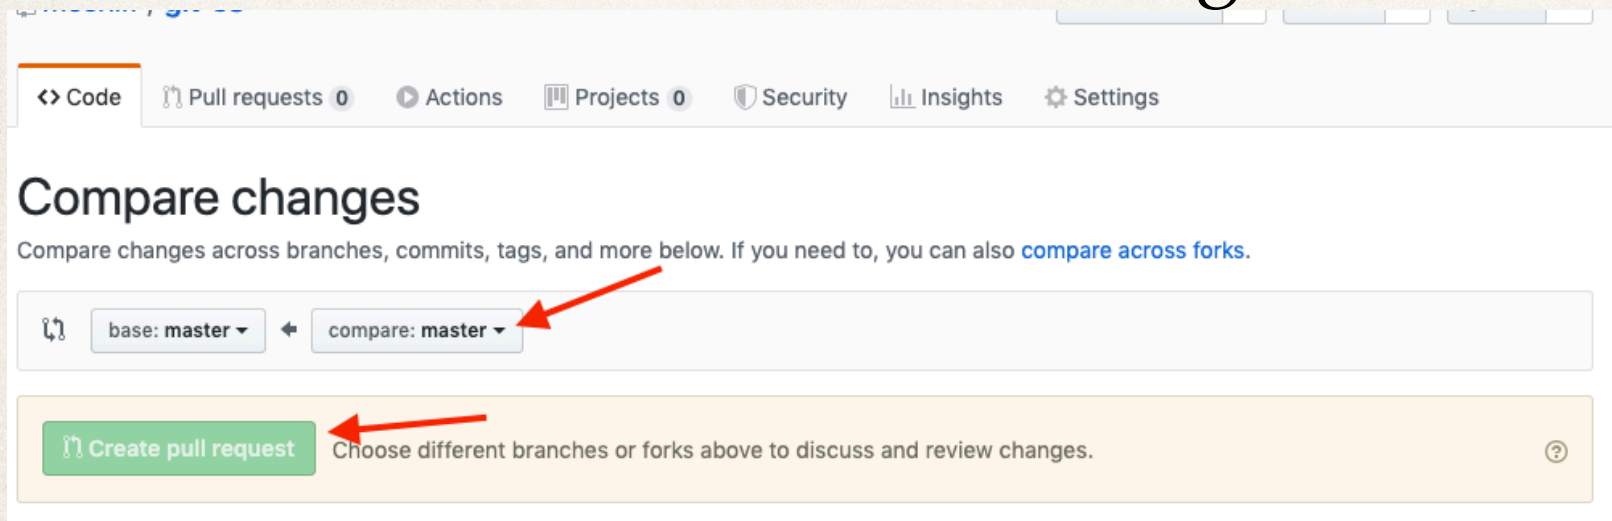 Code Pull requests 0 Actions Projects 0 Security Insights Settings
Compare changes
Compare changes across branches, commits, tags, and more below. If you need to, you can also compare across forks.
base: master compare: master
Create pull request Choose different branches or forks above to discuss and review changes.